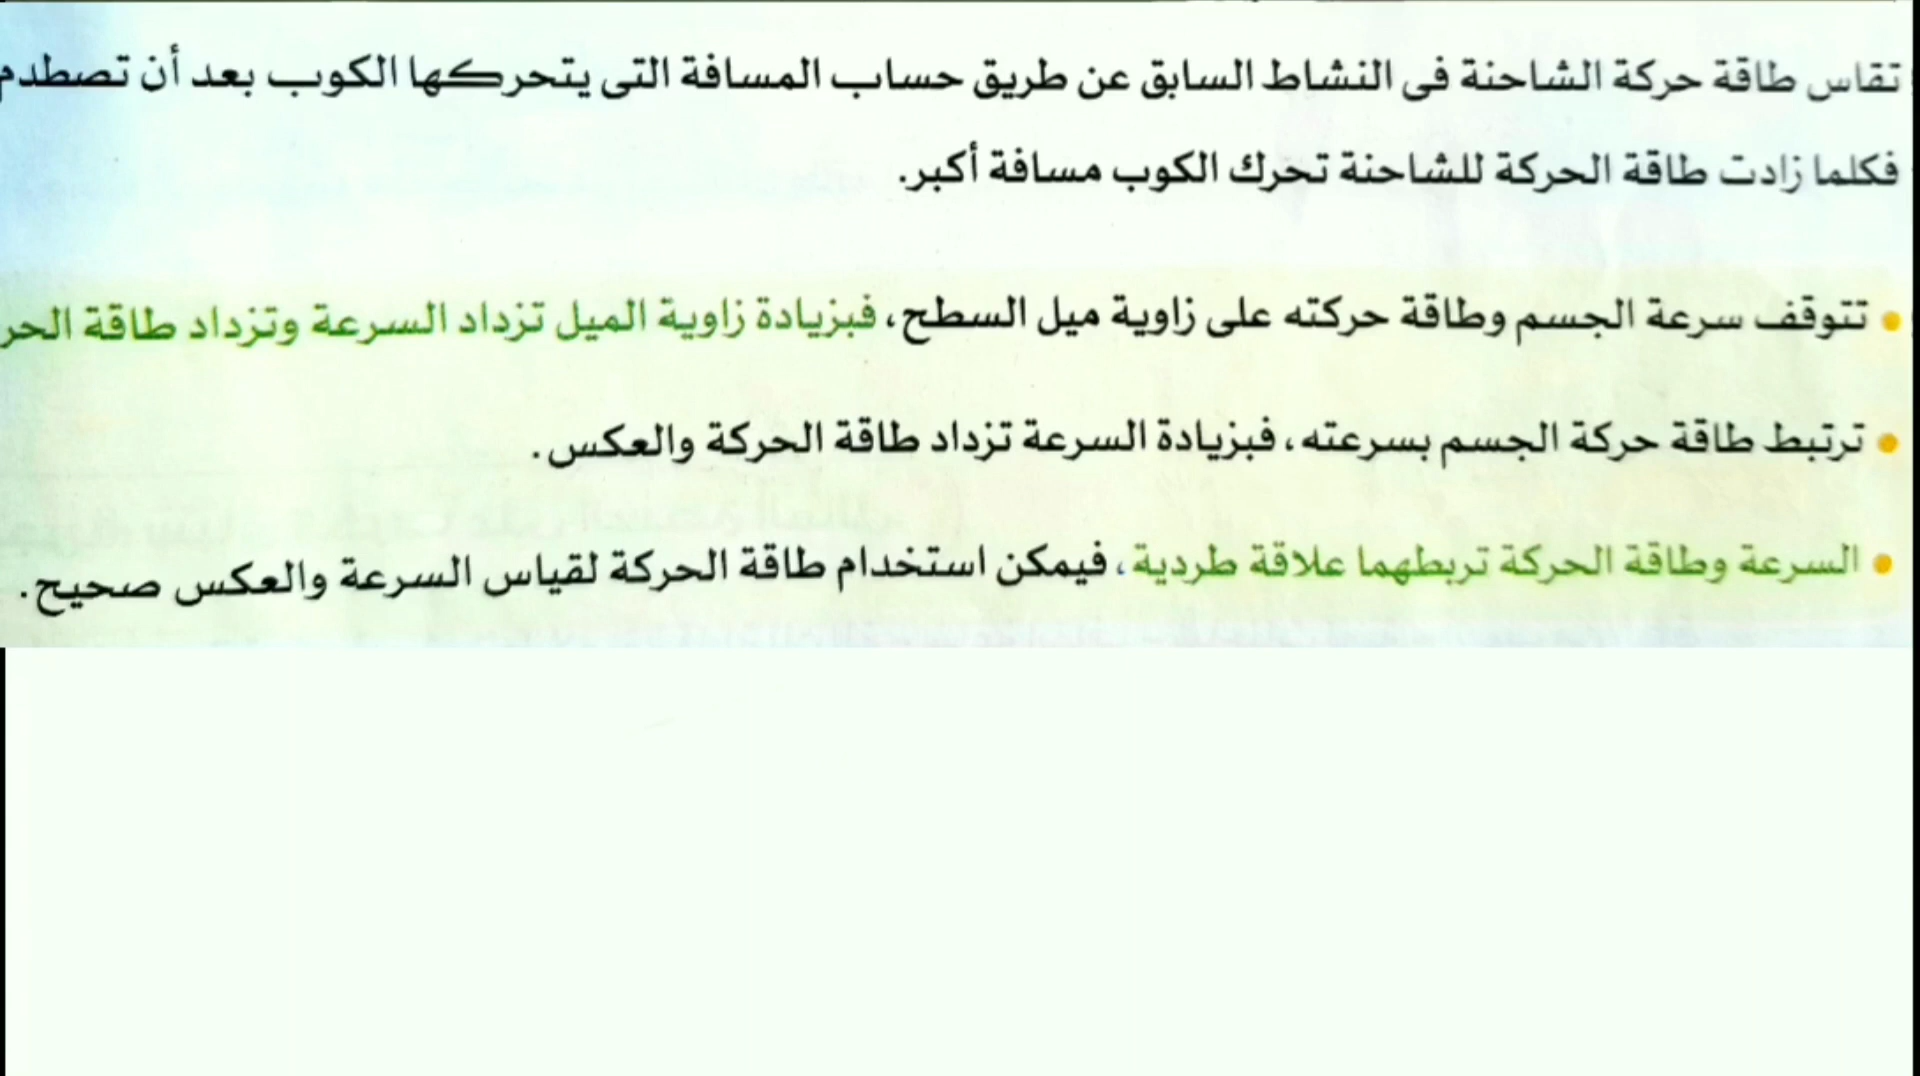 تقاس طاقة حركة الشاحنة فى النشاط السابق عن طريق حساب المسافة التى يتحركها الكوب بعد أن تصطدم
فكلما زادت طاقة الحركة للشاحنة تحرك الكوب مسافة أكبر.
• تتوقف سرعة الجسم وطاقة حركته على زاوية ميل السطح، فبزيادة زاوية الميل تزداد السرعة وتزداد طاقة الحر
• ترتبط طاقة حركة الجسم بسرعته، فبزيادة السرعة تزداد طاقة الحركة والعكس.
• السرعة وطاقة الحركة تربطهما علاقة طردية، فيمكن استخدام طاقة الحركة لقياس السرعة والعكس صحيح.